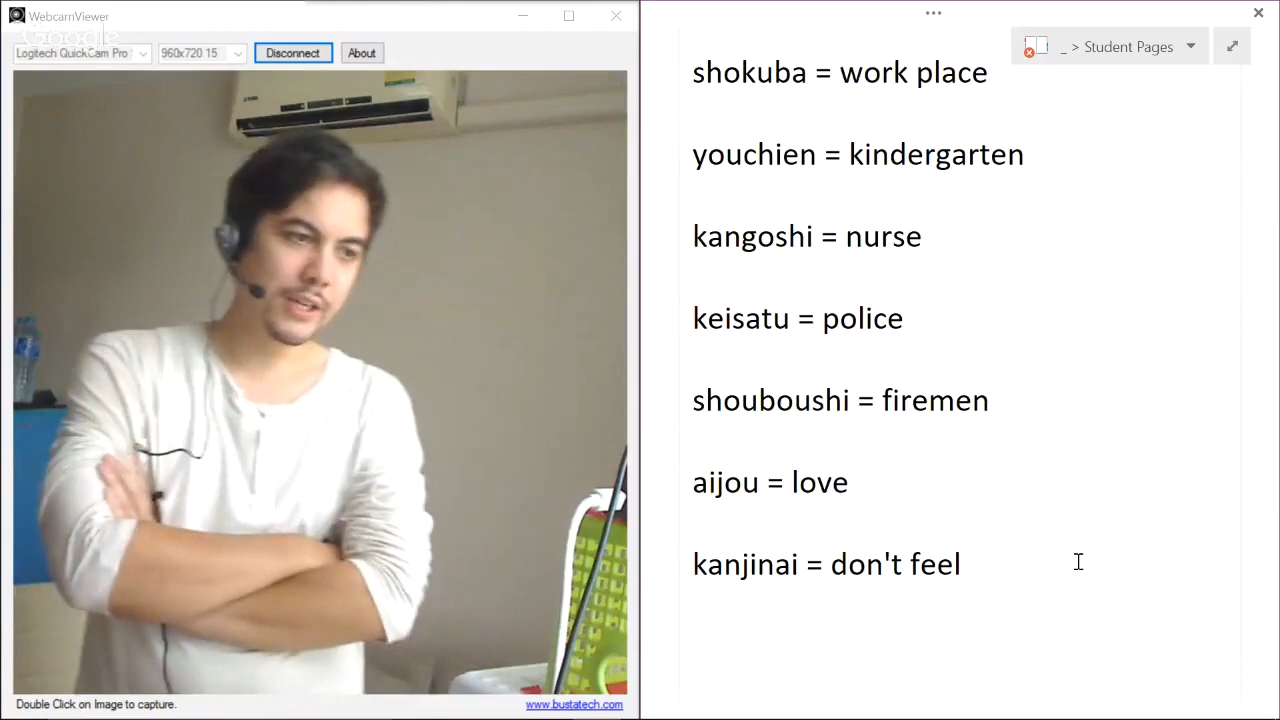 WebcamViewer
Google
Logitech QuickCam Pro
960x720 15
Disconnect
About
Double Click on Image to capture.
www.bustatech.com
_ > Student Pages
shokuba = work place
youchien = kindergarten
kangoshi = nurse
keisatu = police
shouboushi = firemen
aijou = love
kanjinai = don't feel